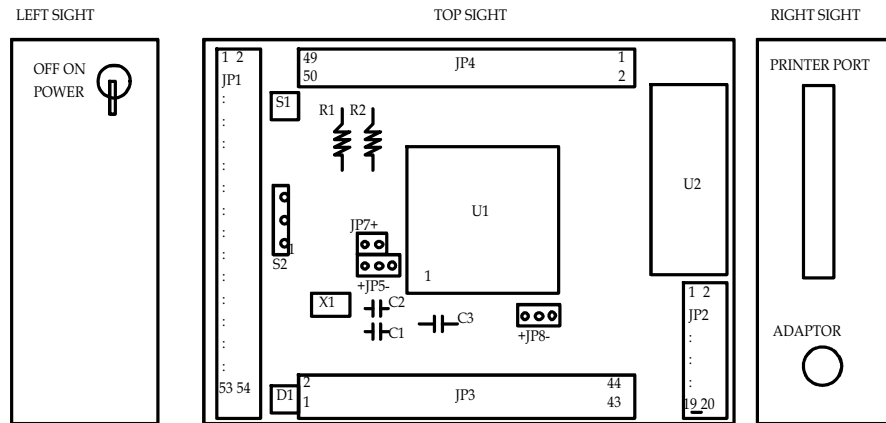 LEFT SIGHT
TOP SIGHT
RIGHT SIGHT
OFF ON
POWER
1 2
JP1
:
:
:
:
:
:
:
:
:
:
:
:
53 54
49
50
JP4
1
2
S1
R1 R2
S2
1
JP7+
+JP5-
X1
C2
C1
C3
U1
1
U2
+JP8-
1 2
JP2
:
:
:
19 20
D1
2
1
JP3
44
43
PRINTER PORT
ADAPTOR